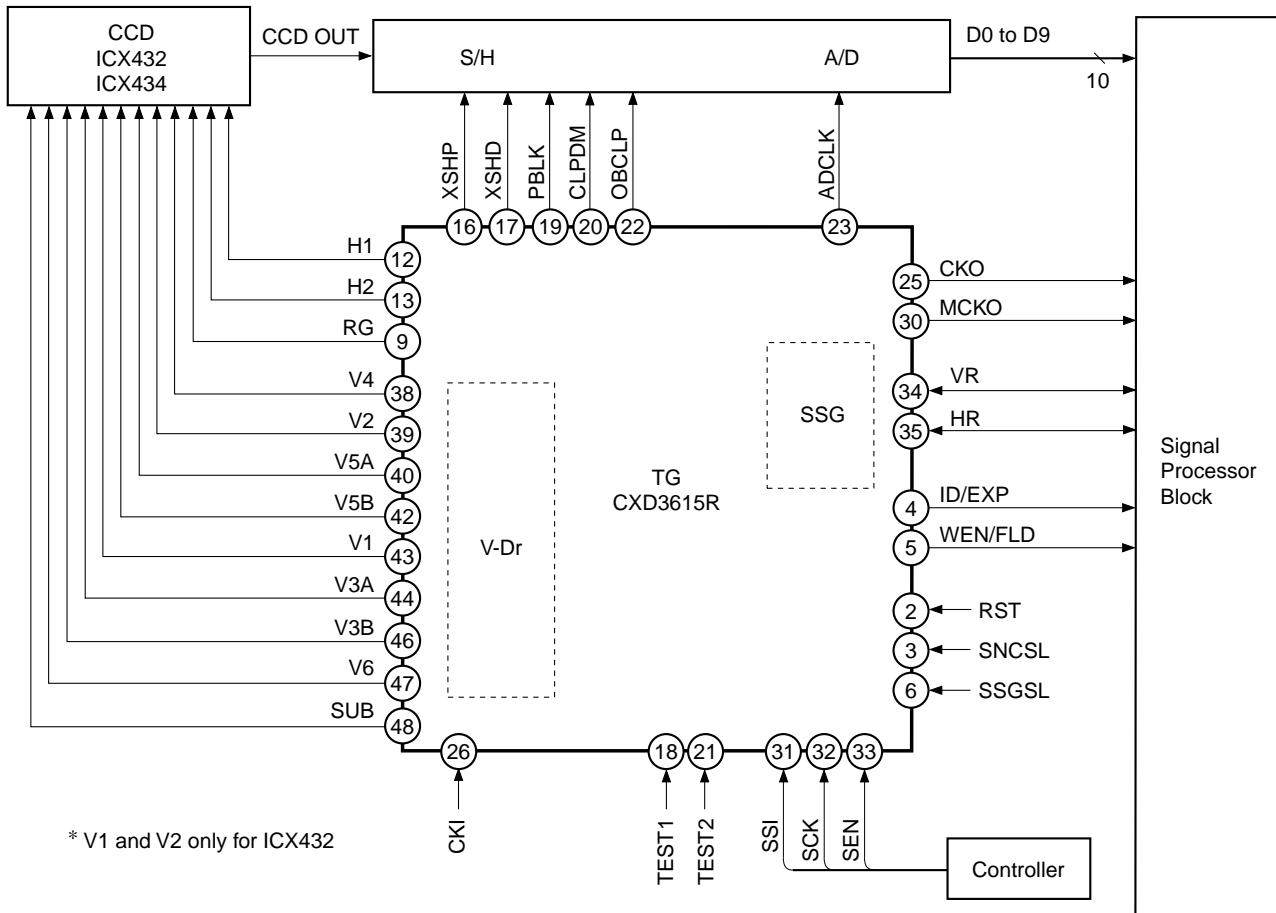 CCD
ICX432
ICX434
CCD OUT
S/H
A/D
D0 to D9
10
XSHP
XSHD
PBLK
CLPDM
OBCLP
ADCLK
16
17
19
20
22
23
H1
12
H2
13
RG
9
V4
38
V2
39
V5A
40
V5B
42
V1
43
V3A
44
V3B
46
V6
47
SUB
48
V-Dr
TG
CXD3615R
SSG
25
CKO
30
MCKO
34
VR
35
HR
4
ID/EXP
5
WEN/FLD
2
RST
3
SNCSL
6
SSGSL
Signal
Processor
Block
26
18
21
31
32
33
CKI
TEST1
TEST2
SSI
SCK
SEN
Controller
* V1 and V2 only for ICX432